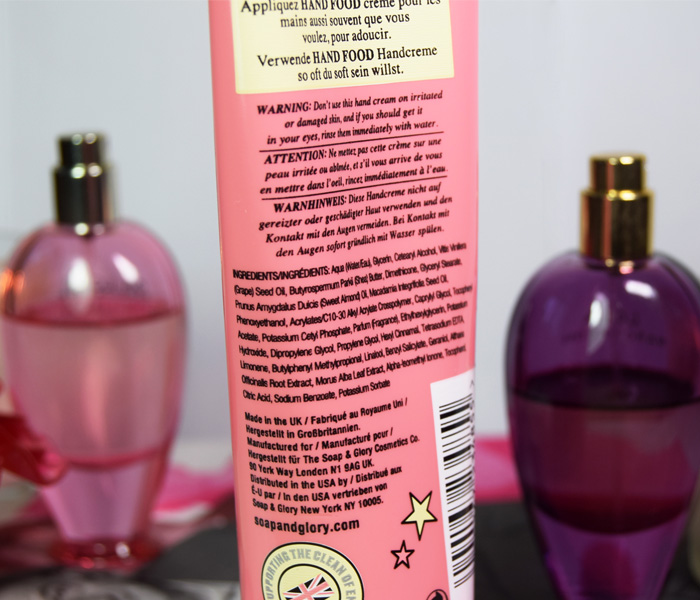 Appliquez HAND FOOD crème pour les
mains aussi souvent que vous
voulez, pour adoucir.
Verwende HAND FOOD Handcreme
so oft du soft sein willst.
WARNING: Don't use this hand cream on irritated
or damaged skin, and if you should get it
in your eyes, rinse them immediately with water.
ATTENTION: Ne mettez pas cette crème sur une
peau irritée ou abîmée, et s'il vous arrive de vous
en mettre dans l'oeil, rincez immédiatement à l'eau.
WARNHINWEIS: Diese Handcreme nicht auf
gereizter oder geschädigter Haut verwenden und den
Kontakt mit den Augen vermeiden. Bei Kontakt mit
den Augen sofort gründlich mit Wasser spülen.
INGREDIENTS/INGRÉDIENTS: Aqua (Water, Eau), Glycerin, Cetearyl Alcohol, Vitis Vinifera
(Grape) Seed Oil, Butyrospermum Parkii (Shea) Butter, Dimethicone, Glyceryl Stearate,
Prunus Amygdalus Dulcis (Sweet Almond) Oil, Macadamia Integrifolia Seed Oil,
Phenoxyethanol, Acrylates/C10-30 Alkyl Acrylate Crosspolymer, Caprylyl Glycol, Tocopheryl
Acetate, Potassium Cetyl Phosphate, Parfum (Fragrance), Ethylhexylglycerin, Potassium
Hydroxide, Dipropylene Glycol, Propylene Glycol, Hexyl Cinnamal, Tetrasodium EDTA,
Limonene, Butylphenyl Methylpropional, Linalool, Benzyl Salicylate, Geraniol, Althaea
Officinalis Root Extract, Morus Alba Leaf Extract, Alpha-Isomethyl Ionone, Tocopherol,
Citric Acid, Sodium Benzoate, Potassium Sorbate
Made in the UK / Fabriqué au Royaume Uni /
Hergestellt in Großbritannien.
Manufactured for / Manufacturé pour /
Hergestellt für The Soap & Glory Cosmetics Co.
90 York Way London N1 9AG UK.
Distributed in the USA by / Distribué aux
É-U par / In den USA vertrieben von
Soap & Glory New York NY 10005.
soapandglory.com
SUPPORTING THE CLEAN OF